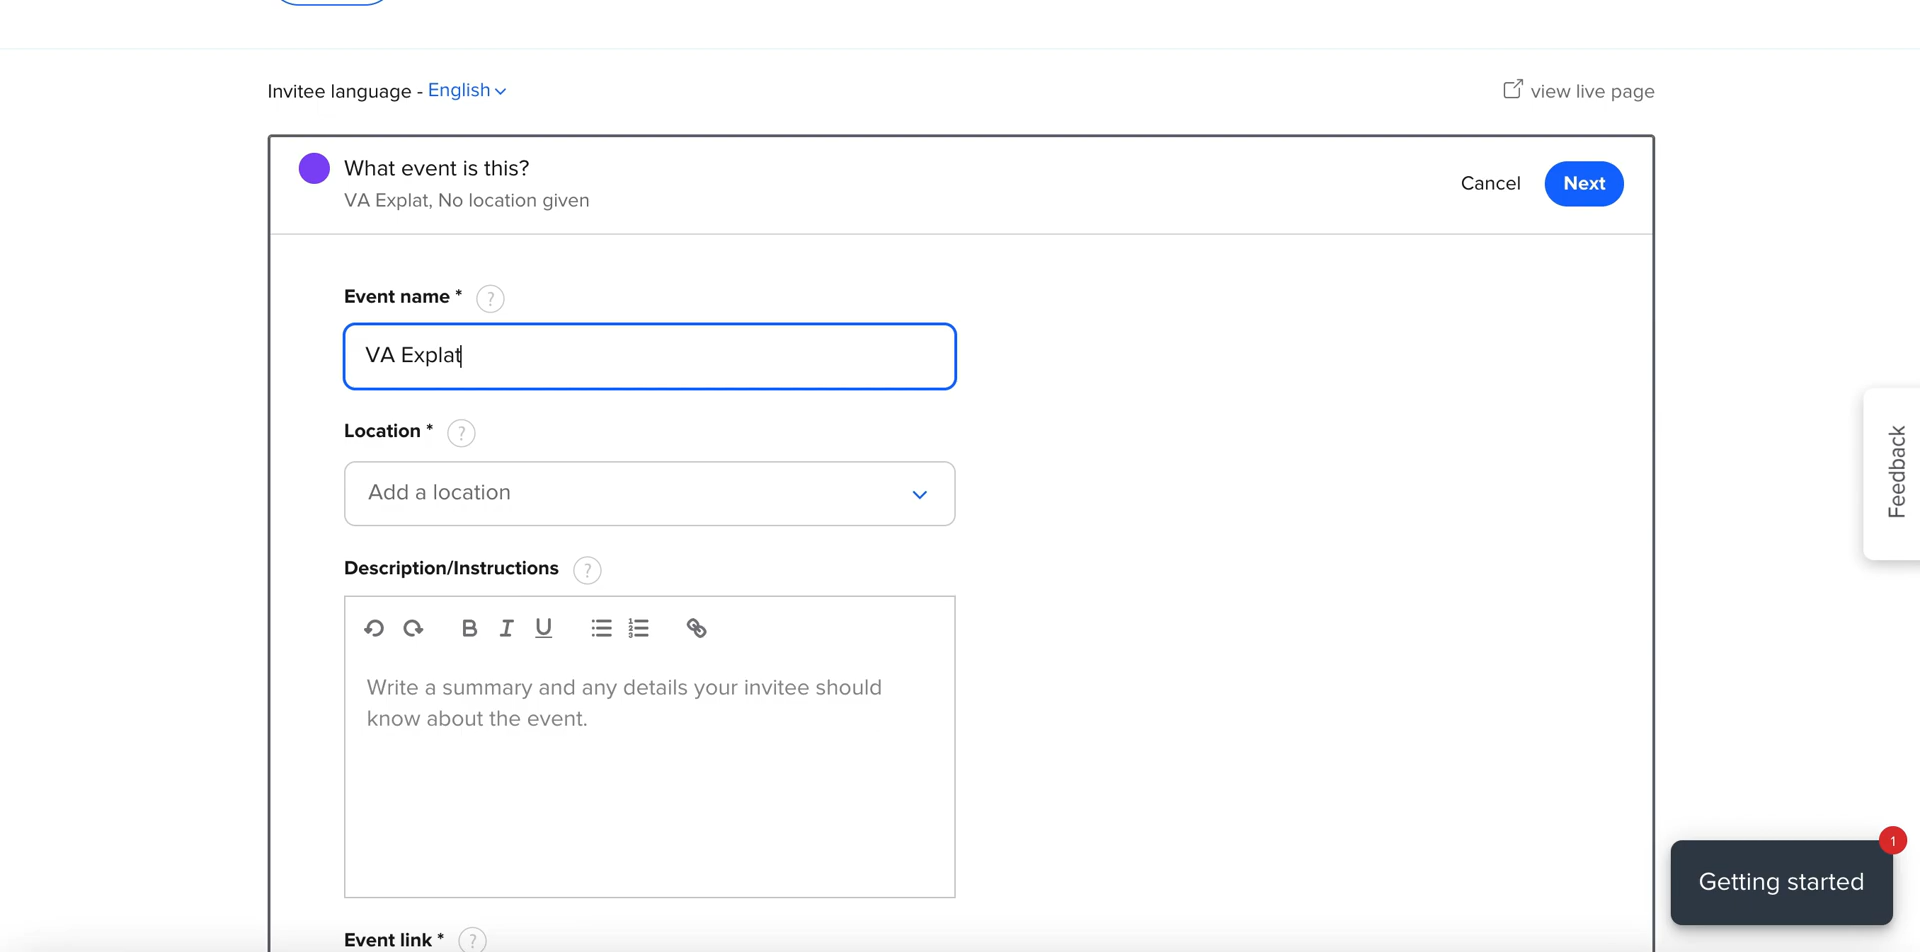 Invitee language - English
view live page
What event is this?
VA Explat, No location given
Cancel
Next
Event name * ?
VA Explat
Location * ?
Add a location
Description/Instructions ?
B I U
Write a summary and any details your invitee should
know about the event.
Event link * ?
Feedback
1
Getting started